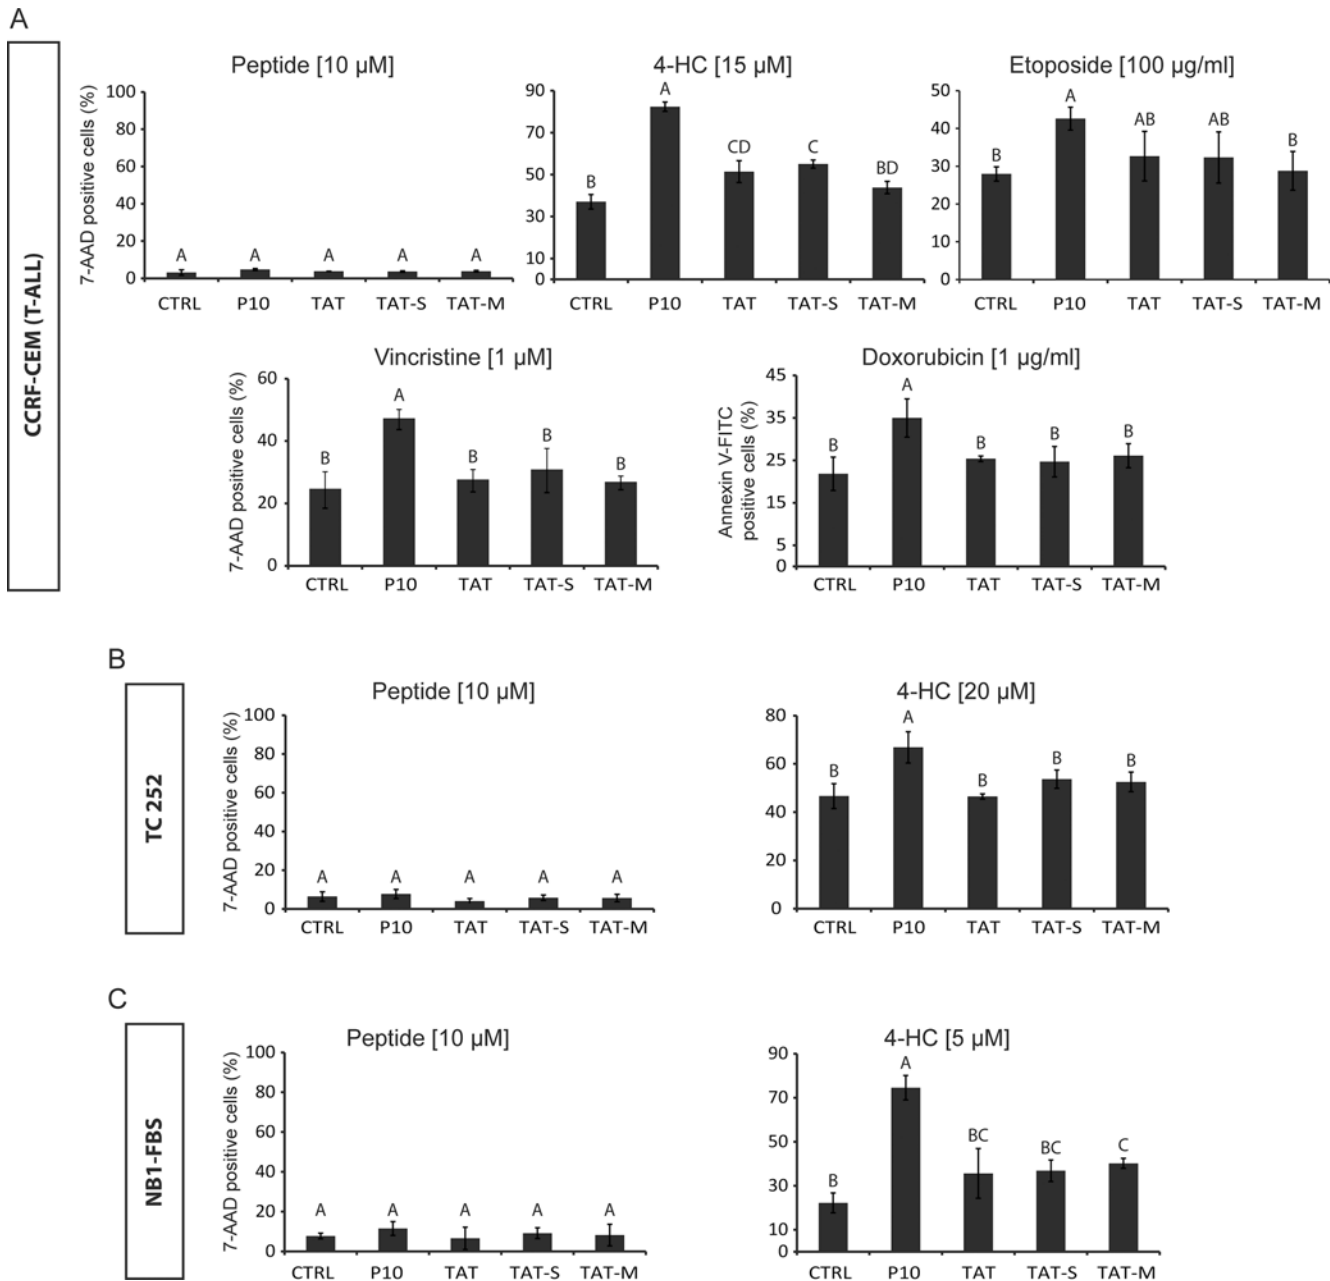 A
CCRF-CEM (T-ALL)
Peptide [10 µM]
7-AAD positive cells (%)
100
80
60
40
20
0
A A A A A
CTRL P10 TAT TAT-S TAT-M
4-HC [15 µM]
90
70
50
30
10
0
B A CD C BD
CTRL P10 TAT TAT-S TAT-M
Etoposide [100 µg/ml]
50
40
30
20
10
0
B A AB AB B
CTRL P10 TAT TAT-S TAT-M
Vincristine [1 µM]
7-AAD positive cells (%)
60
40
20
0
B A B B B
CTRL P10 TAT TAT-S TAT-M
Doxorubicin [1 µg/ml]
Annexin V-FITC
positive cells (%)
45
35
25
15
5
0
B A B B B
CTRL P10 TAT TAT-S TAT-M
B
TC 252
Peptide [10 µM]
7-AAD positive cells (%)
100
80
60
40
20
0
A A A A A
CTRL P10 TAT TAT-S TAT-M
4-HC [20 µM]
80
60
40
20
0
B A B B B
CTRL P10 TAT TAT-S TAT-M
C
NB1-FBS
Peptide [10 µM]
7-AAD positive cells (%)
100
80
60
40
20
0
A A A A A
CTRL P10 TAT TAT-S TAT-M
4-HC [5 µM]
90
70
50
30
10
0
B A BC BC C
CTRL P10 TAT TAT-S TAT-M